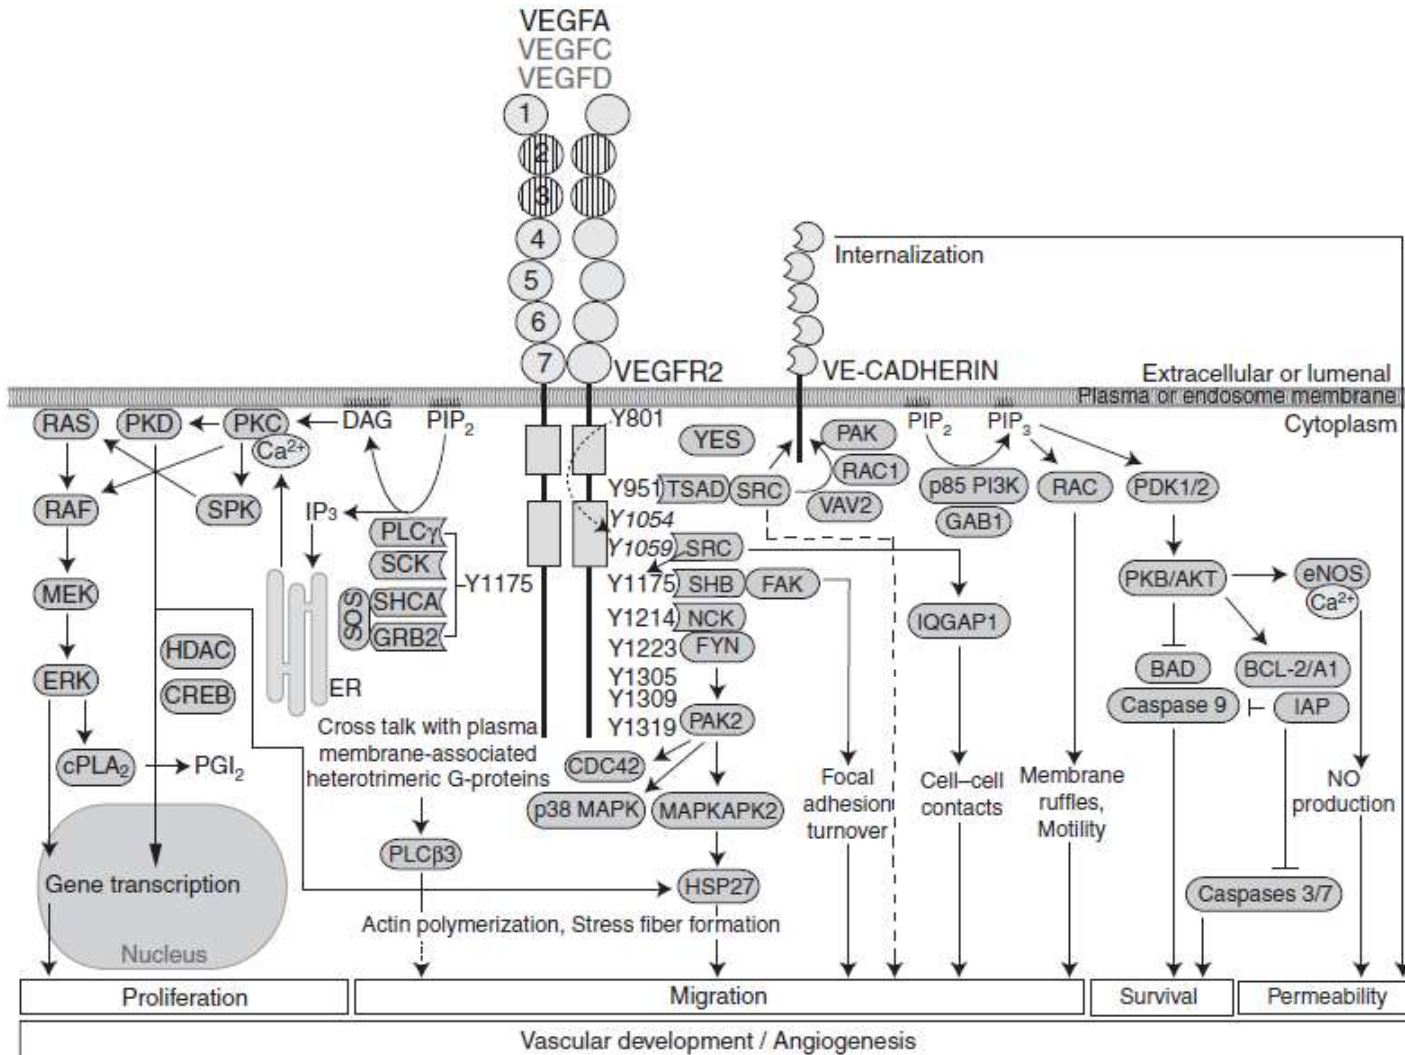 VEGFA
VEGFC
VEGFD
1
2
3
4
5
6
7
Internalization
VEGFR2
VE-CADHERIN
Extracellular or lumenal
Plasma or endosome membrane
Cytoplasm
RAS
PKD
PKC
Ca2+
DAG
PIP2
Y801
YES
PAK
RAC1
VAV2
PIP2
PIP3
RAF
SPK
IP3
PLCγ
SCK
SHCA
GRB2
SOS
Y1175
Y951
TSAD
SRC
Y1054
Y1059
SRC
p85 PI3K
GAB1
RAC
PDK1/2
MEK
Y1175
SHB
FAK
Y1214
NCK
Y1223
FYN
Y1305
Y1309
Y1319
PAK2
IQGAP1
PKB/AKT
eNOS
Ca2+
HDAC
CREB
ER
ERK
BAD
Caspase 9
BCL-2/A1
IAP
cPLA2
PGI2
Cross talk with plasma
membrane-associated
heterotrimeric G-proteins
CDC42
p38 MAPK
MAPKAPK2
Focal
adhesion
turnover
Cell–cell
contacts
Membrane
ruffles,
Motility
NO
production
PLCβ3
HSP27
Caspases 3/7
Gene transcription
Nucleus
Actin polymerization, Stress fiber formation
Proliferation
Migration
Survival
Permeability
Vascular development / Angiogenesis